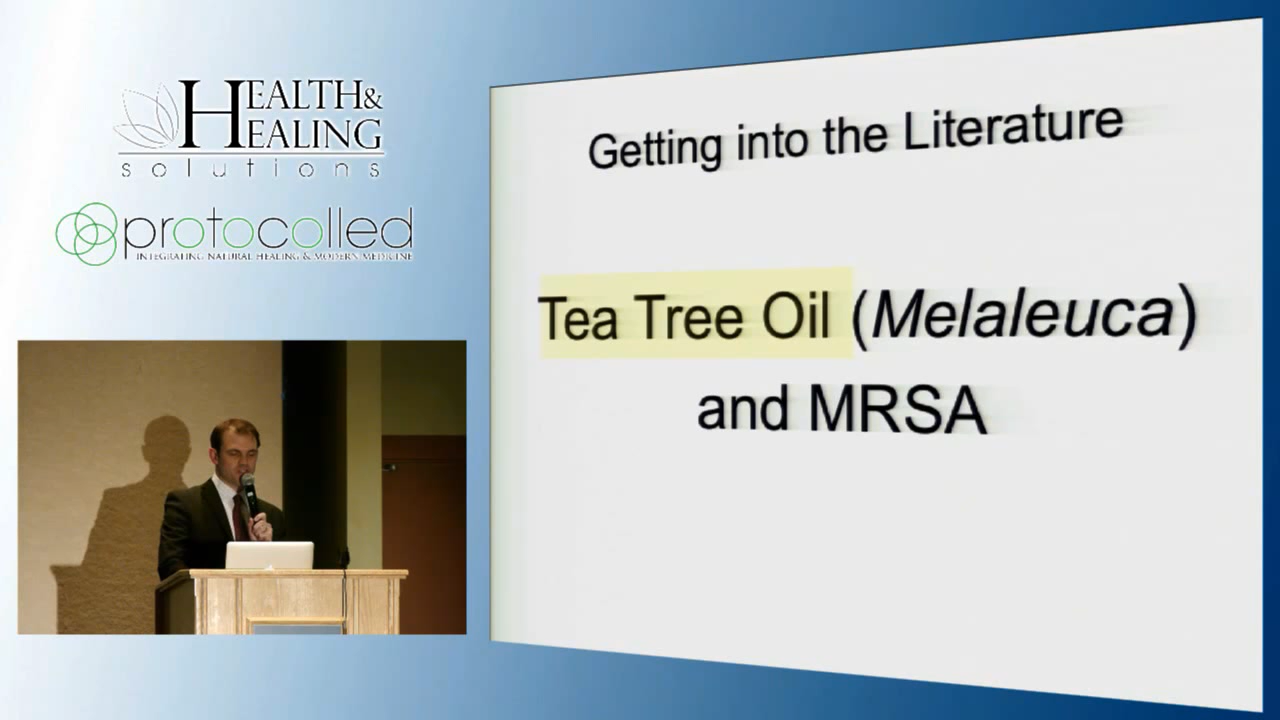 HEALTH&
HEALING
solutions
protocolled
INTEGRATING NATURAL HEALING & MODERN MEDICINE
Getting into the Literature
Tea Tree Oil (Melaleuca)
and MRSA